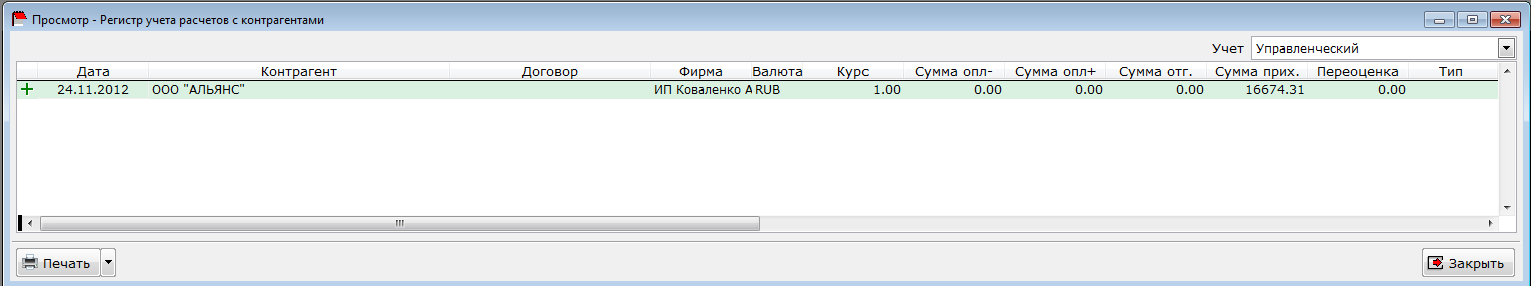 Просмотр - Регистр учета расчетов с контрагентами
Учет Управленческий
Дата Контрагент Договор Фирма Валюта Курс Сумма опл- Сумма опл+ Сумма отг. Сумма прих. Переоценка Тип
24.11.2012 ООО "АЛЬЯНС" ИП Коваленко А RUB 1.00 0.00 0.00 0.00 16674.31 0.00
Печать Закрыть